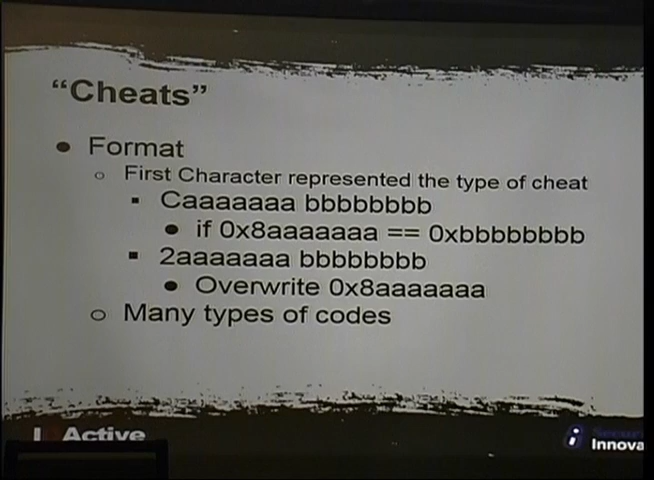 “Cheats”
Format
First Character represented the type of cheat
Caaaaaaa bbbbbbbb
if 0x8aaaaaaa == 0xbbbbbbbb
2aaaaaaa bbbbbbbb
Overwrite 0x8aaaaaaa
Many types of codes
Active
Innova